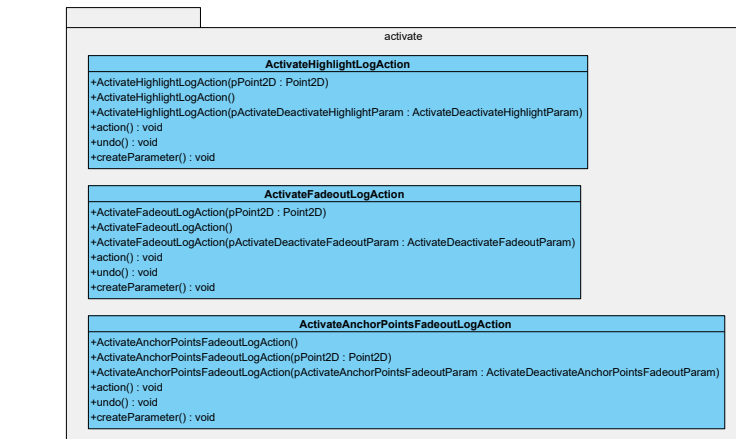 activate
ActivateHighlightLogAction
+ActivateHighlightLogAction(pPoint2D : Point2D)
+ActivateHighlightLogAction()
+ActivateHighlightLogAction(pActivateDeactivateHighlightParam : ActivateDeactivateHighlightParam)
+action() : void
+undo() : void
+createParameter() : void
ActivateFadeoutLogAction
+ActivateFadeoutLogAction(pPoint2D : Point2D)
+ActivateFadeoutLogAction()
+ActivateFadeoutLogAction(pActivateDeactivateFadeoutParam : ActivateDeactivateFadeoutParam)
+action() : void
+undo() : void
+createParameter() : void
ActivateAnchorPointsFadeoutLogAction
+ActivateAnchorPointsFadeoutLogAction()
+ActivateAnchorPointsFadeoutLogAction(pPoint2D : Point2D)
+ActivateAnchorPointsFadeoutLogAction(pActivateAnchorPointsFadeoutParam : ActivateDeactivateAnchorPointsFadeoutParam)
+action() : void
+undo() : void
+createParameter() : void